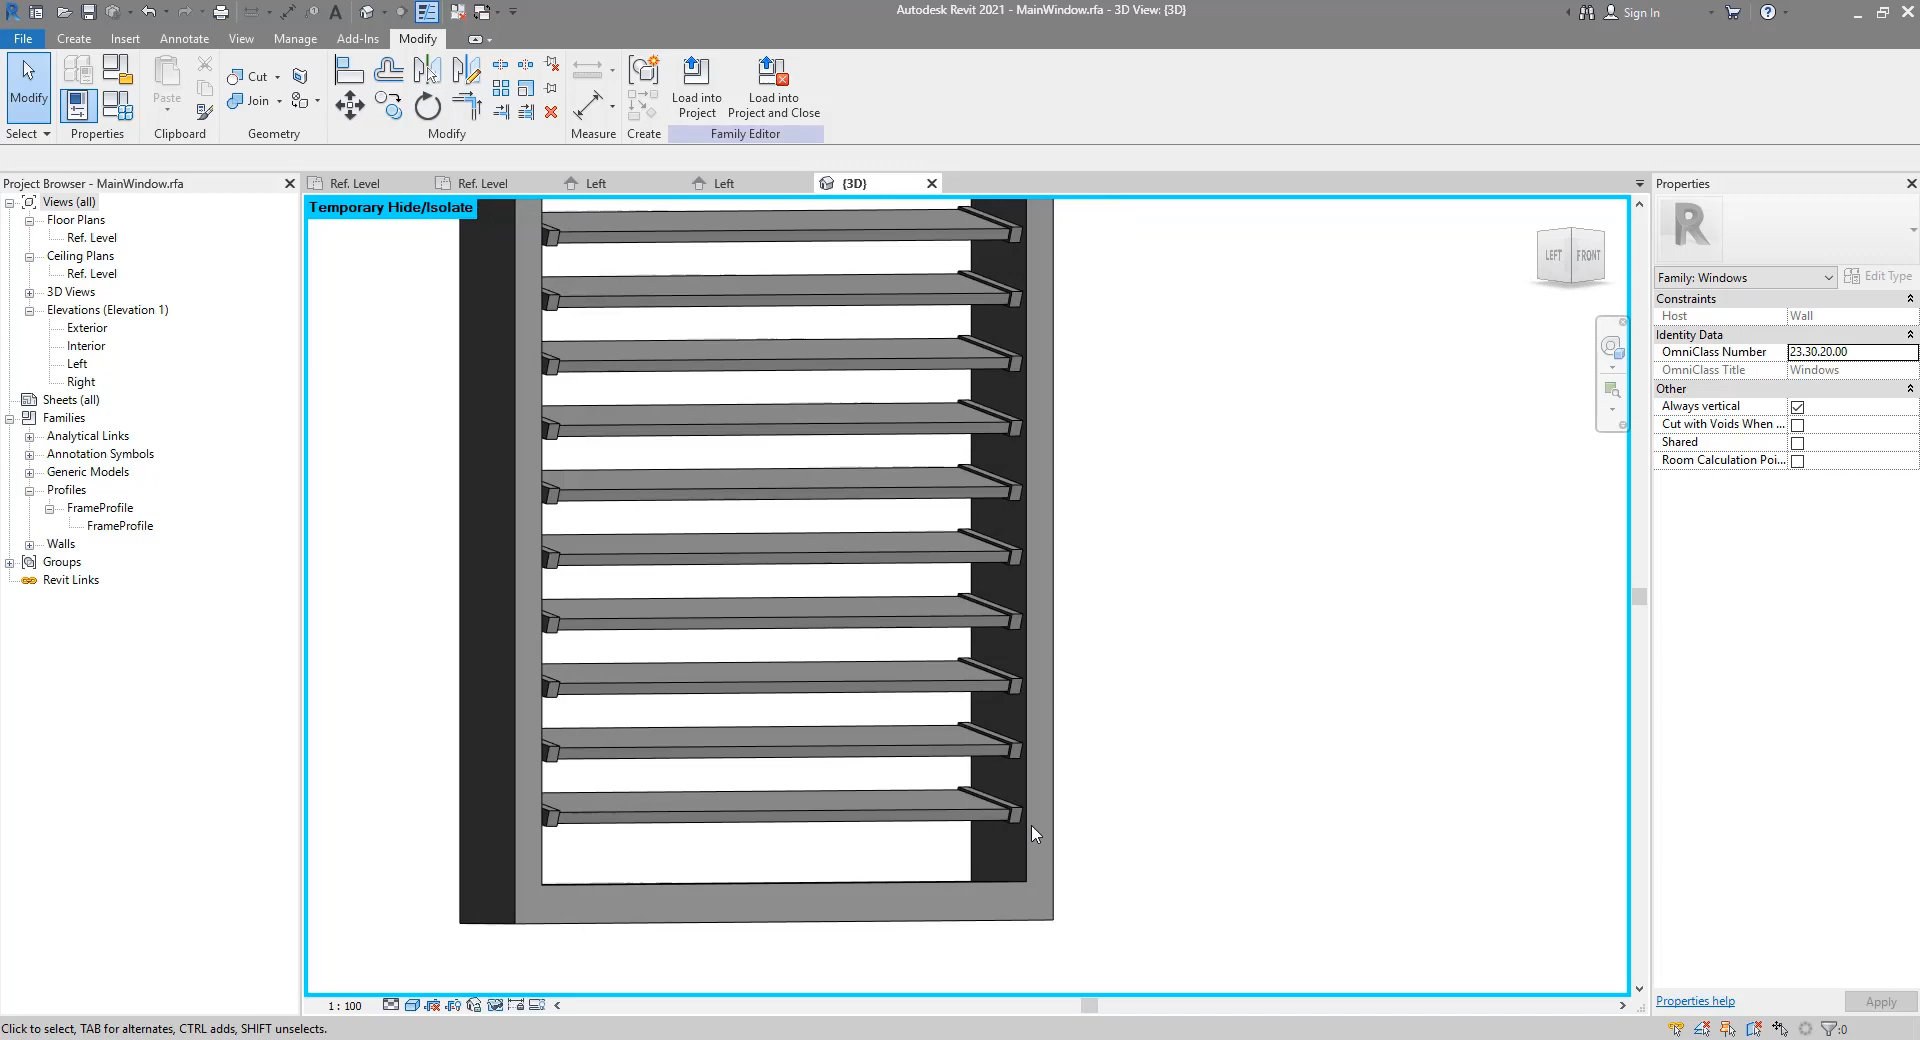 Autodesk Revit 2021 - MainWindow.rfa - 3D View: {3D}
Sign In
File
Create
Insert
Annotate
View
Manage
Add-Ins
Modify
Modify
Paste
Cut
Join
Load into
Project
Load into
Project and Close
Select
Properties
Clipboard
Geometry
Modify
Measure
Create
Family Editor
Project Browser - MainWindow.rfa
Ref. Level
Ref. Level
Left
Left
{3D}
Properties
Views (all)
Floor Plans
Ref. Level
Ceiling Plans
Ref. Level
3D Views
Elevations (Elevation 1)
Exterior
Interior
Left
Right
Sheets (all)
Families
Analytical Links
Annotation Symbols
Generic Models
Profiles
FrameProfile
FrameProfile
Walls
Groups
Revit Links
Temporary Hide/Isolate
LEFT
FRONT
R
Family: Windows
Edit Type
Constraints
Host
Wall
Identity Data
OmniClass Number
23.30.20.00
OmniClass Title
Windows
Other
Always vertical
Cut with Voids When ...
Shared
Room Calculation Poi...
Properties help
Apply
1 : 100
Click to select, TAB for alternates, CTRL adds, SHIFT unselects.
:0